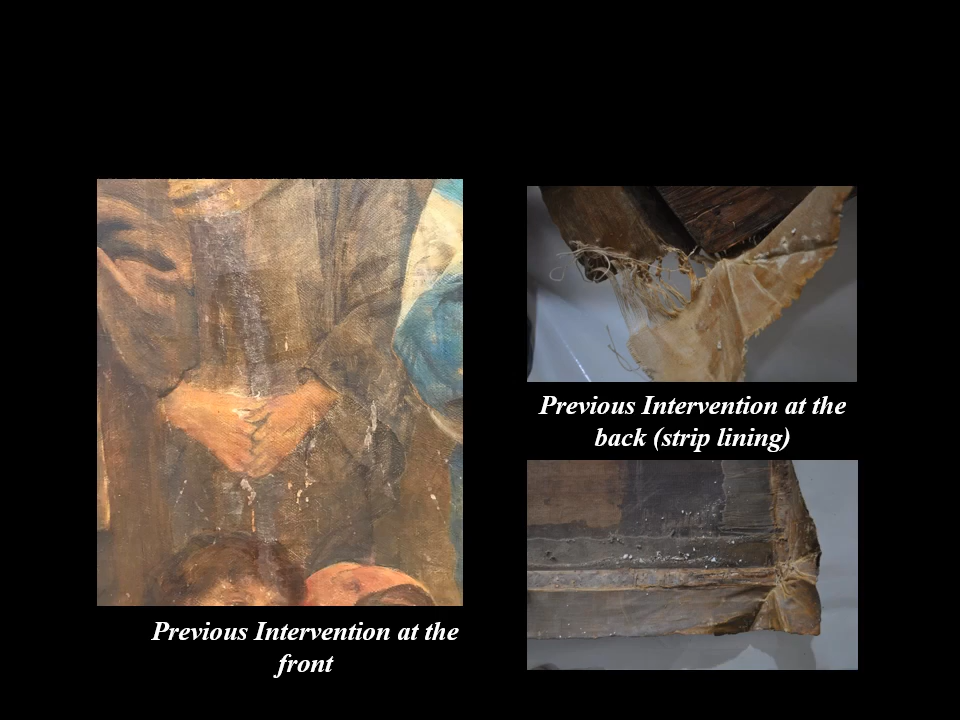 Previous Intervention at the
front
Previous Intervention at the
back (strip lining)